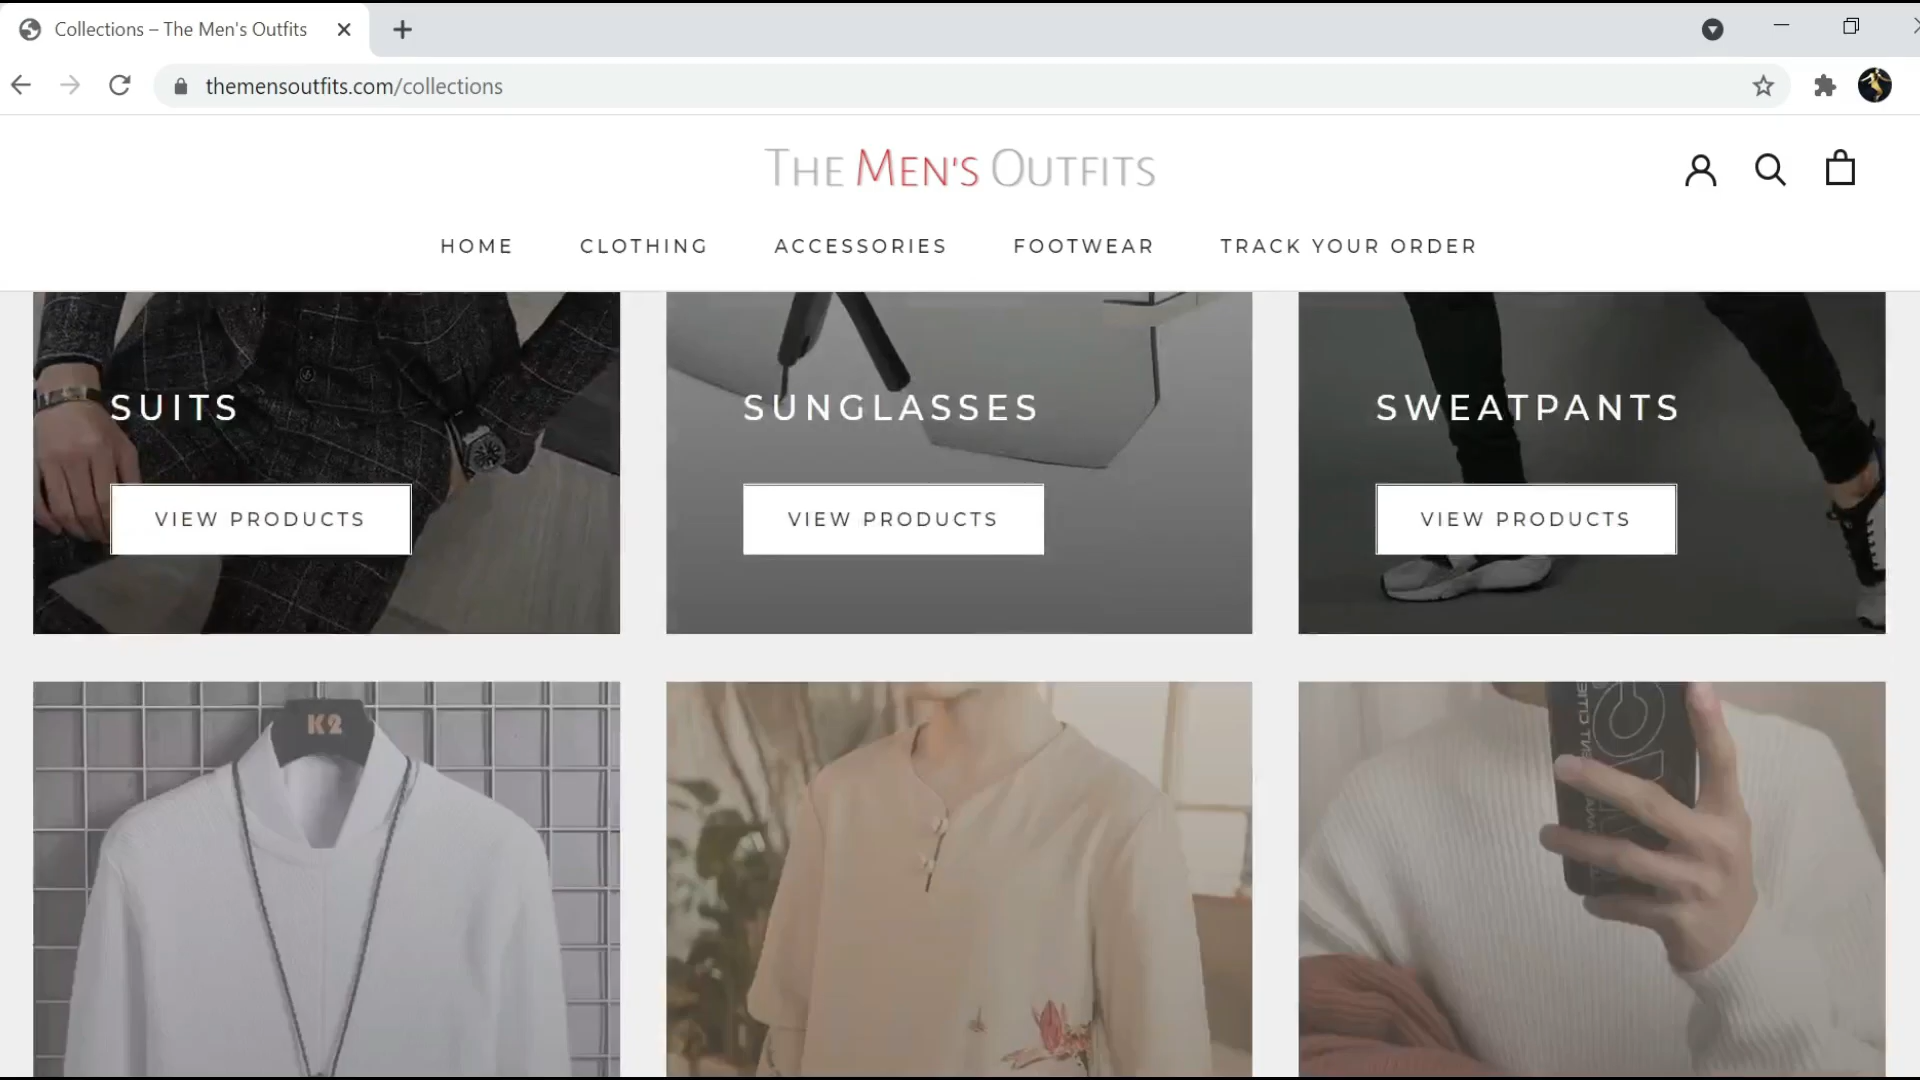 Collections – The Men's Outfits
themensoutfits.com/collections
The Men's Outfits
HOME
CLOTHING
ACCESSORIES
FOOTWEAR
TRACK YOUR ORDER
SUITS
SUNGLASSES
SWEATPANTS
VIEW PRODUCTS
VIEW PRODUCTS
VIEW PRODUCTS
K2